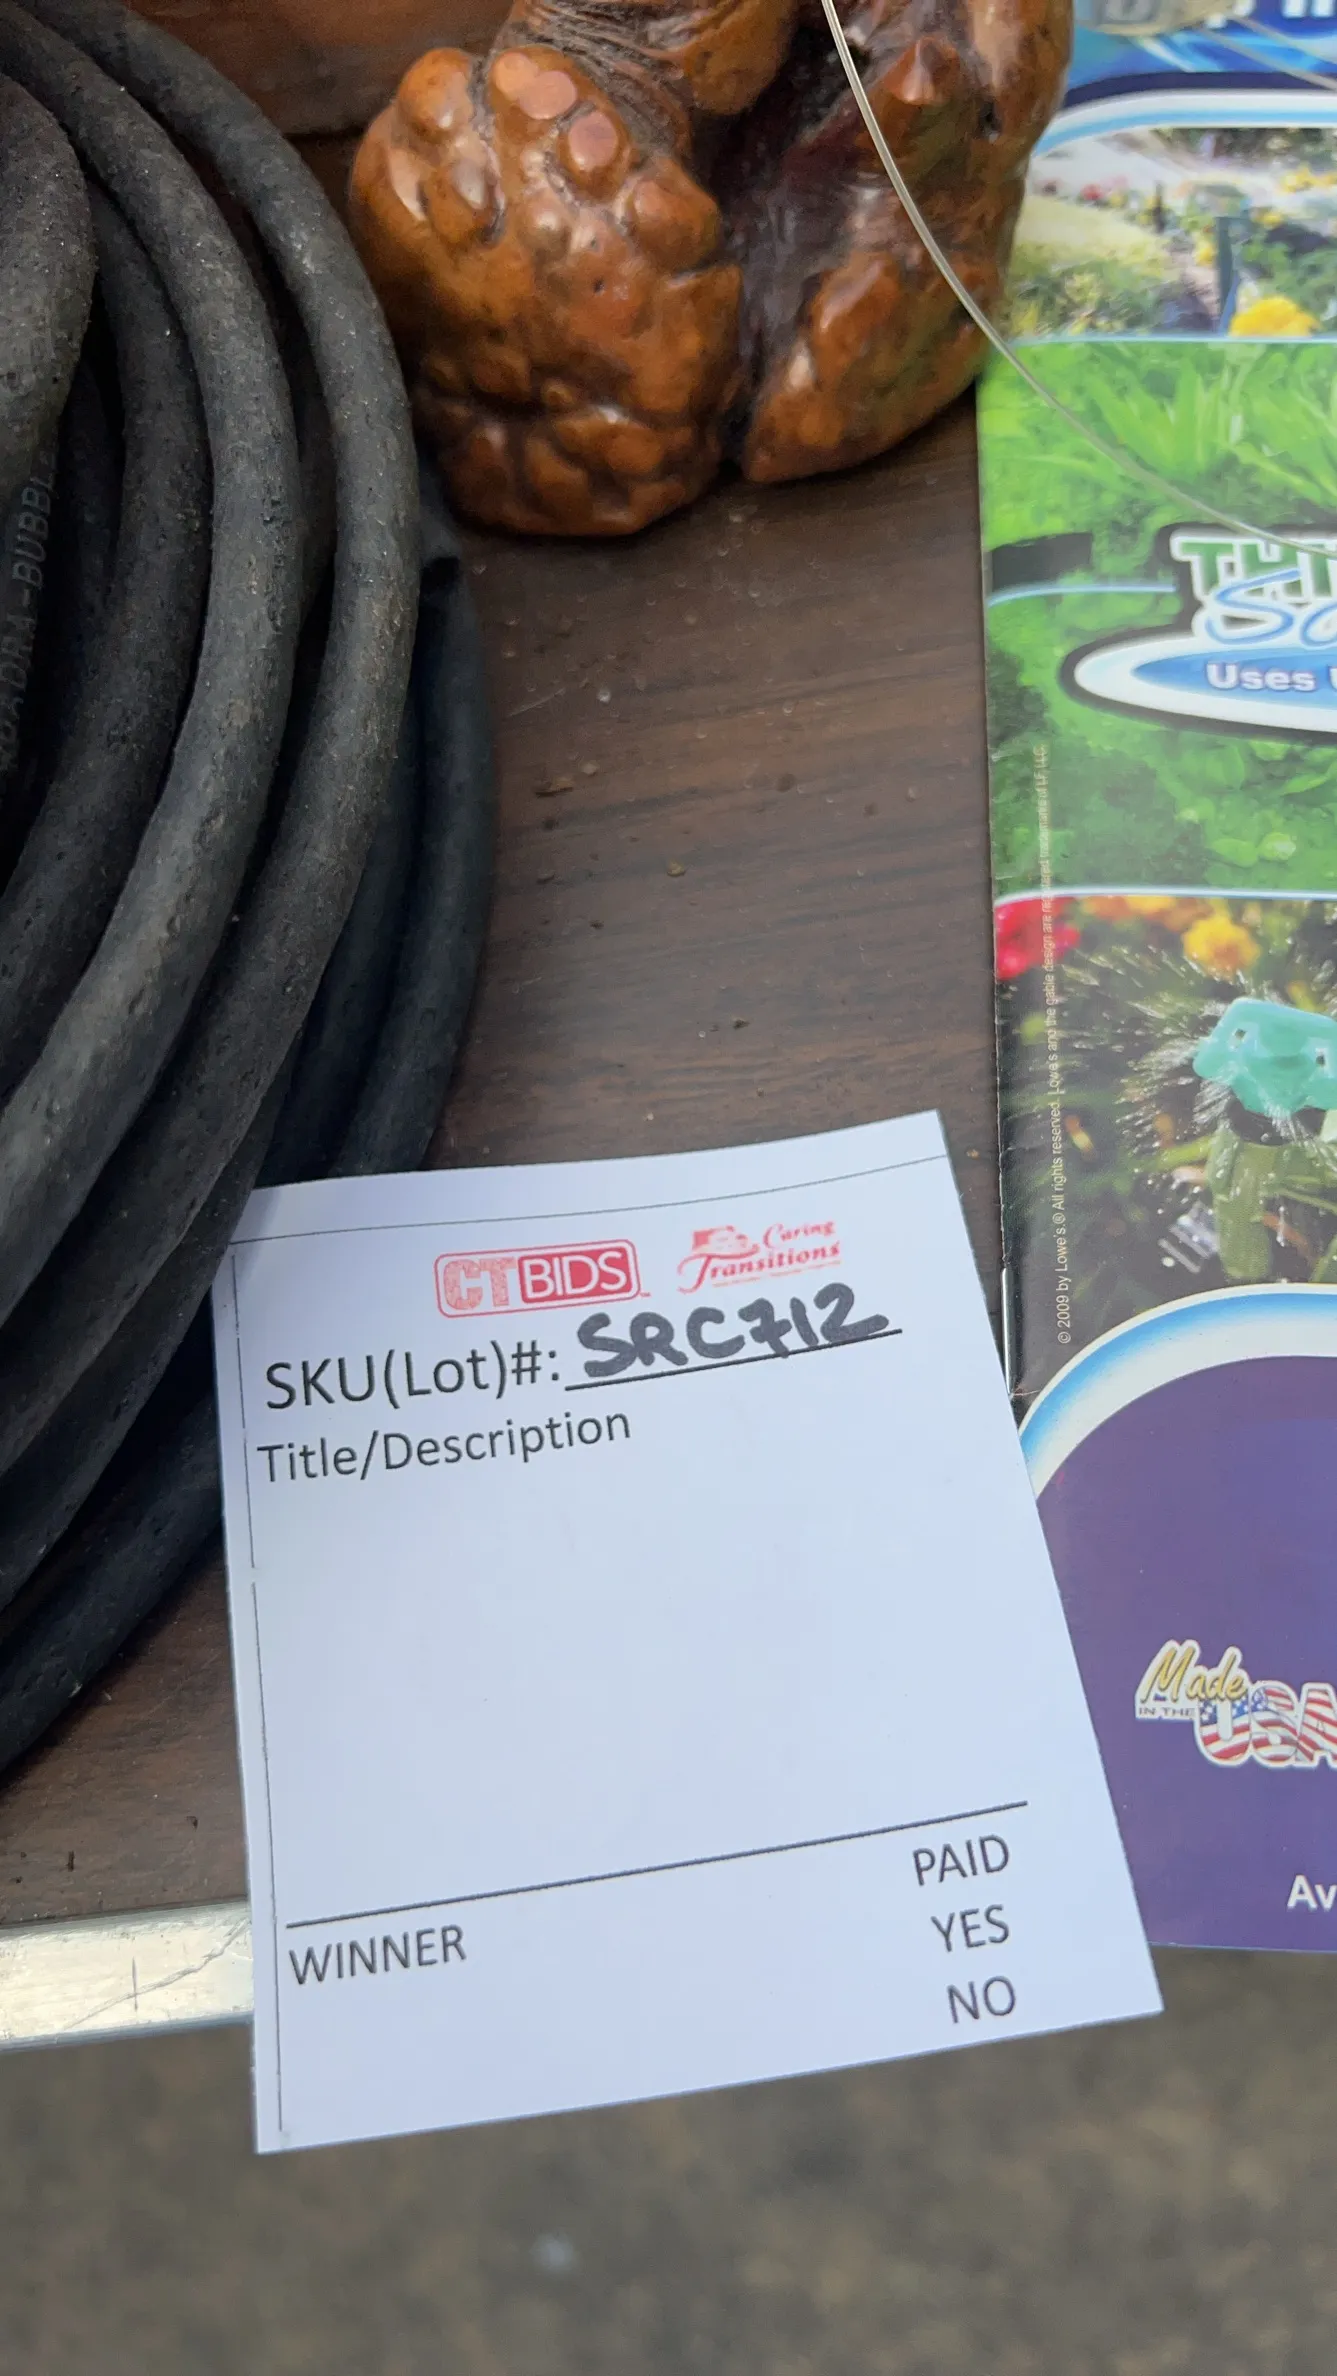 CTBIDS
Caring
Transitions
SKU(Lot)#: SRC712
Title/Description
PAID
WINNER
YES
NO
Uses
© 2009 by Lowe's.® All rights reserved. Lowe's and the gable design are registered trademarks of LF, LLC.
Made
IN THE
USA